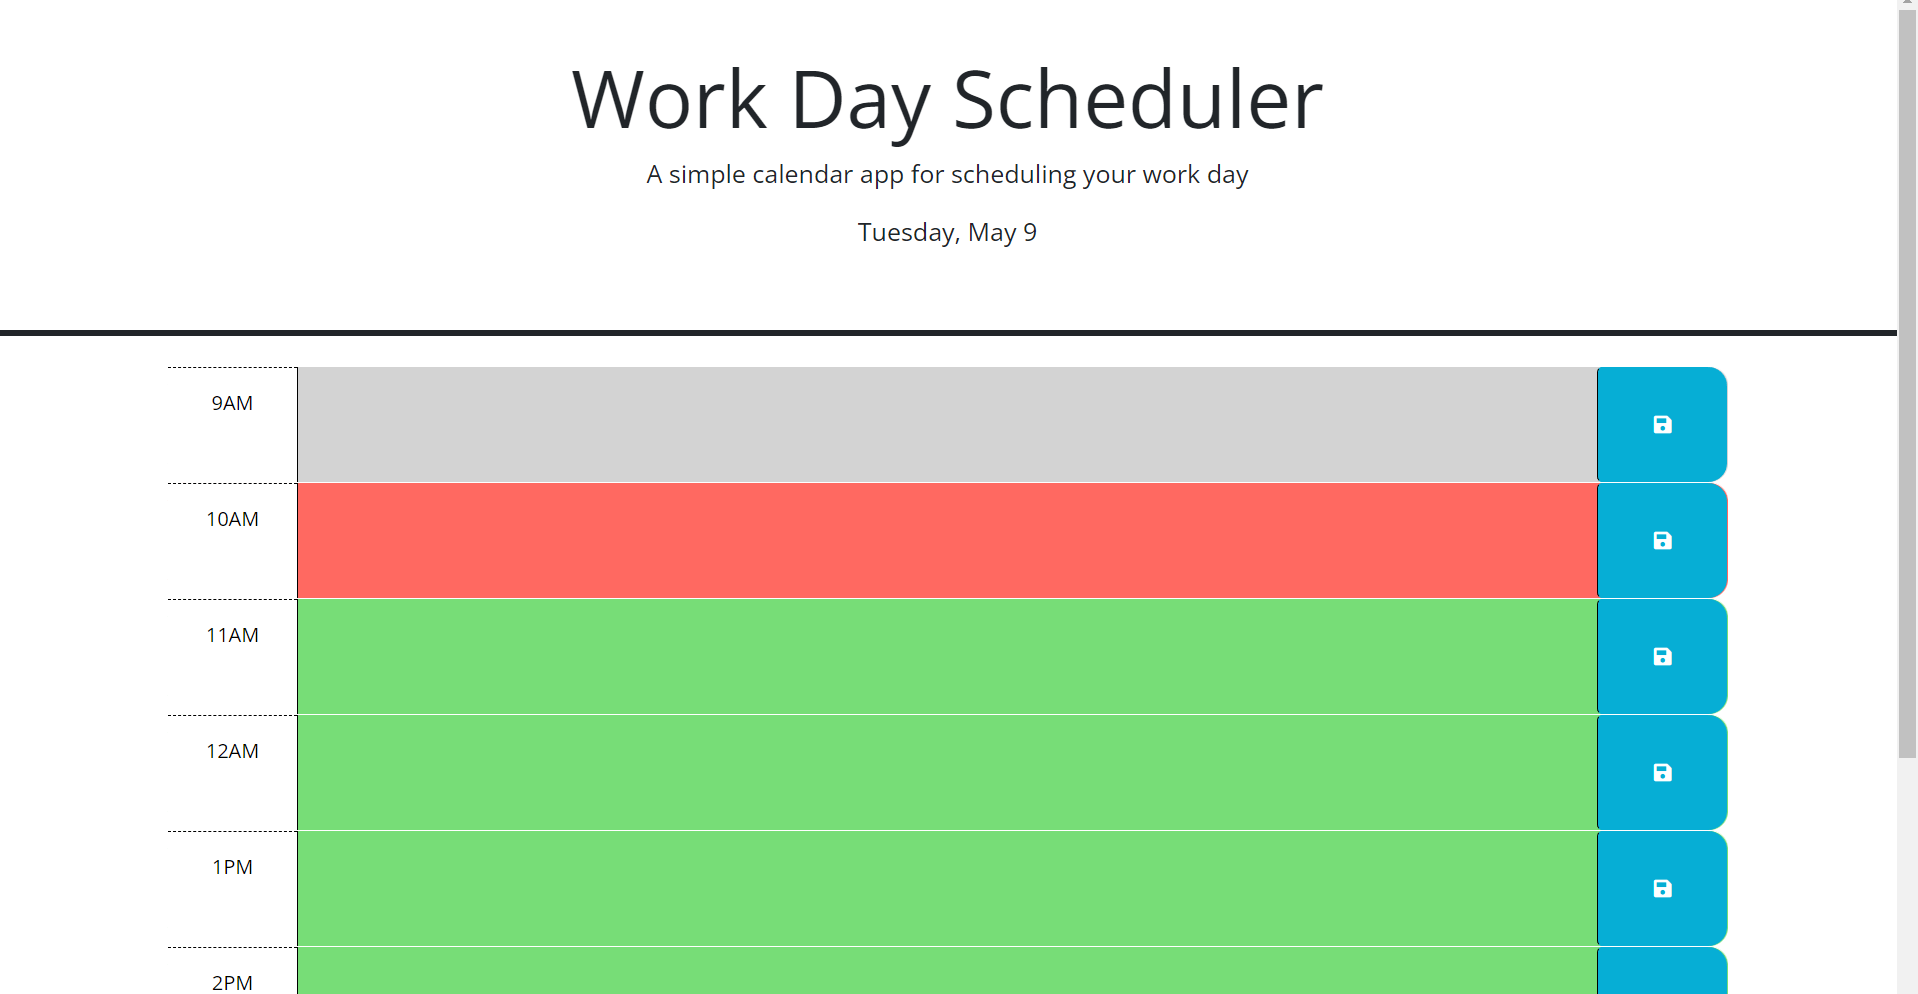 Work Day Scheduler
A simple calendar app for scheduling your work day
Tuesday, May 9
9AM
10AM
11AM
12AM
1PM
2PM